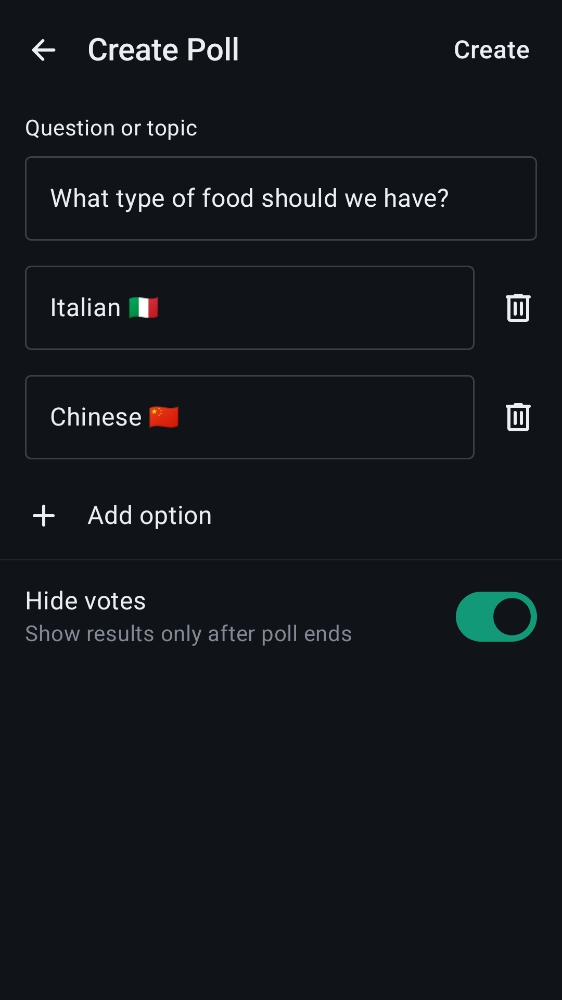 Create Poll
Create
Question or topic
What type of food should we have?
Italian 🇮🇹
Chinese 🇨🇳
Add option
Hide votes
Show results only after poll ends